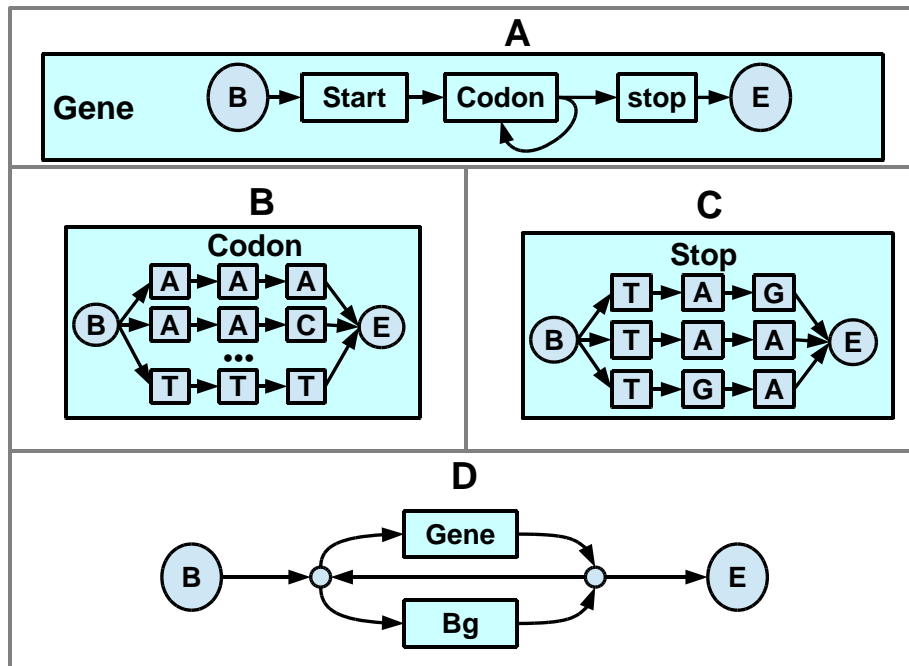 A
Gene
B Start Codon stop E
B
Codon
A A A
B A A C E
...
T T T
C
Stop
T A G
B T A A E
T G A
D
Gene
B E
Bg